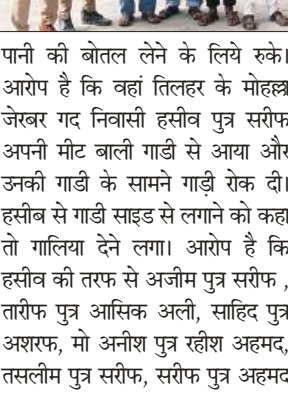 पानी की बोतल लेने के लिये रुके।
आरोप है कि वहां तिलहर के मोहल्ला
जेरबर गद निवासी हसीव पुत्र सरीफ
अपनी मीट बाली गाडी से आया और
उनकी गाडी के सामने गाड़ी रोक दी।
हसीब से गाडी साइड से लगाने को कहा
तो गालिया देने लगा। आरोप है कि
हसीव की तरफ से अजीम पुत्र सरीफ ,
तारीफ पुत्र आसिक अली, साहिद पुत्र
अशरफ, मो अनीश पुत्र रहीश अहमद,
तसलीम पुत्र सरीफ, सरीफ पुत्र अहमद